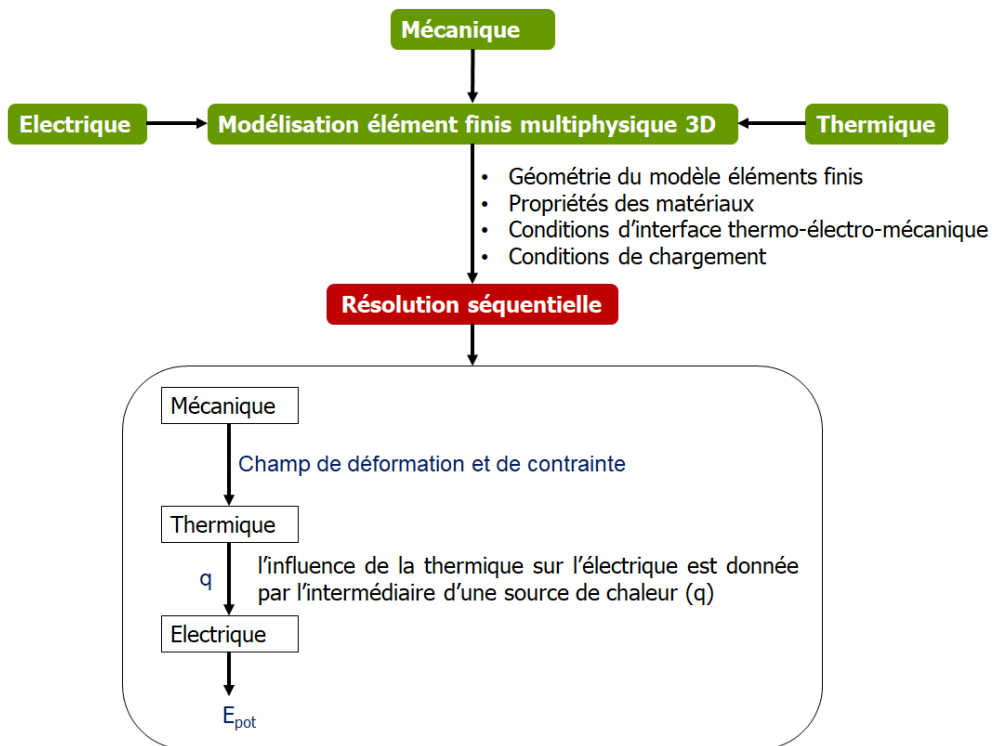 Mécanique
Electrique
Modélisation élément finis multiphysique 3D
Thermique
• Géométrie du modèle éléments finis
• Propriétés des matériaux
• Conditions d’interface thermo-électro-mécanique
• Conditions de chargement
Résolution séquentielle
Mécanique
Champ de déformation et de contrainte
Thermique
q
l’influence de la thermique sur l’électrique est donnée
par l’intermédiaire d’une source de chaleur (q)
Electrique
Epot